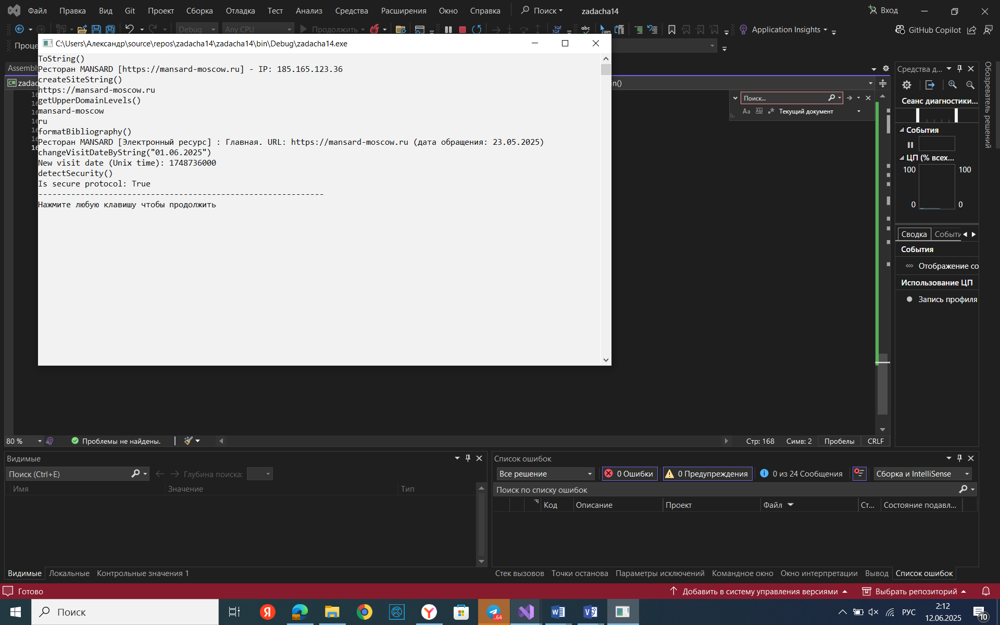 Файл Правка Вид Git Проект Сборка Отладка Тест Анализ Средства Расширения Окно Справка Поиск zadacha14 Вход
Debug Any CPU Продолжить Application Insights GitHub Copilot
Проце
C:\Users\Александр\source\repos\zadacha14\zadacha14\bin\Debug\zadacha14.exe
ToString()
Ресторан MANSARD [https://mansard-moscow.ru] - IP: 185.165.123.36
createSiteString()
https://mansard-moscow.ru
getUpperDomainLevels()
mansard-moscow
ru
formatBibliography()
Ресторан MANSARD [Электронный ресурс] : Главная. URL: https://mansard-moscow.ru (дата обращения: 23.05.2025)
changeVisitDateByString("01.06.2025")
New visit date (Unix time): 1748736000
detectSecurity()
Is secure protocol: True
-------------------------------------------------------------
Нажмите любую клавишу чтобы продолжить
Assembl
C# zadac
n()
Поиск...
Aa Ab Текущий документ
Средства д...
Сеанс диагностики...
События
ЦП (% всех...
100 100
0 0
Сводка Событи
События
Отображение со
Использование ЦП
Запись профиля
Обозреватель решений
80 % Проблемы не найдены. Стр: 168 Симв: 2 Пробелы CRLF
Видимые
Поиск (Ctrl+E) Глубина поиска:
Имя Значение Тип
Видимые Локальные Контрольные значения 1
Список ошибок
Все решение 0 Ошибки 0 Предупреждения 0 из 24 Сообщения Сборка и IntelliSense
Поиск по списку ошибок
Код Описание Проект Файл Ст... Состояние подавл...
Стек вызовов Точки останова Параметры исключений Командное окно Окно интерпретации Вывод Список ошибок
Готово Добавить в систему управления версиями Выбрать репозиторий
Поиск
..64
РУС
2:12
12.06.2025
10